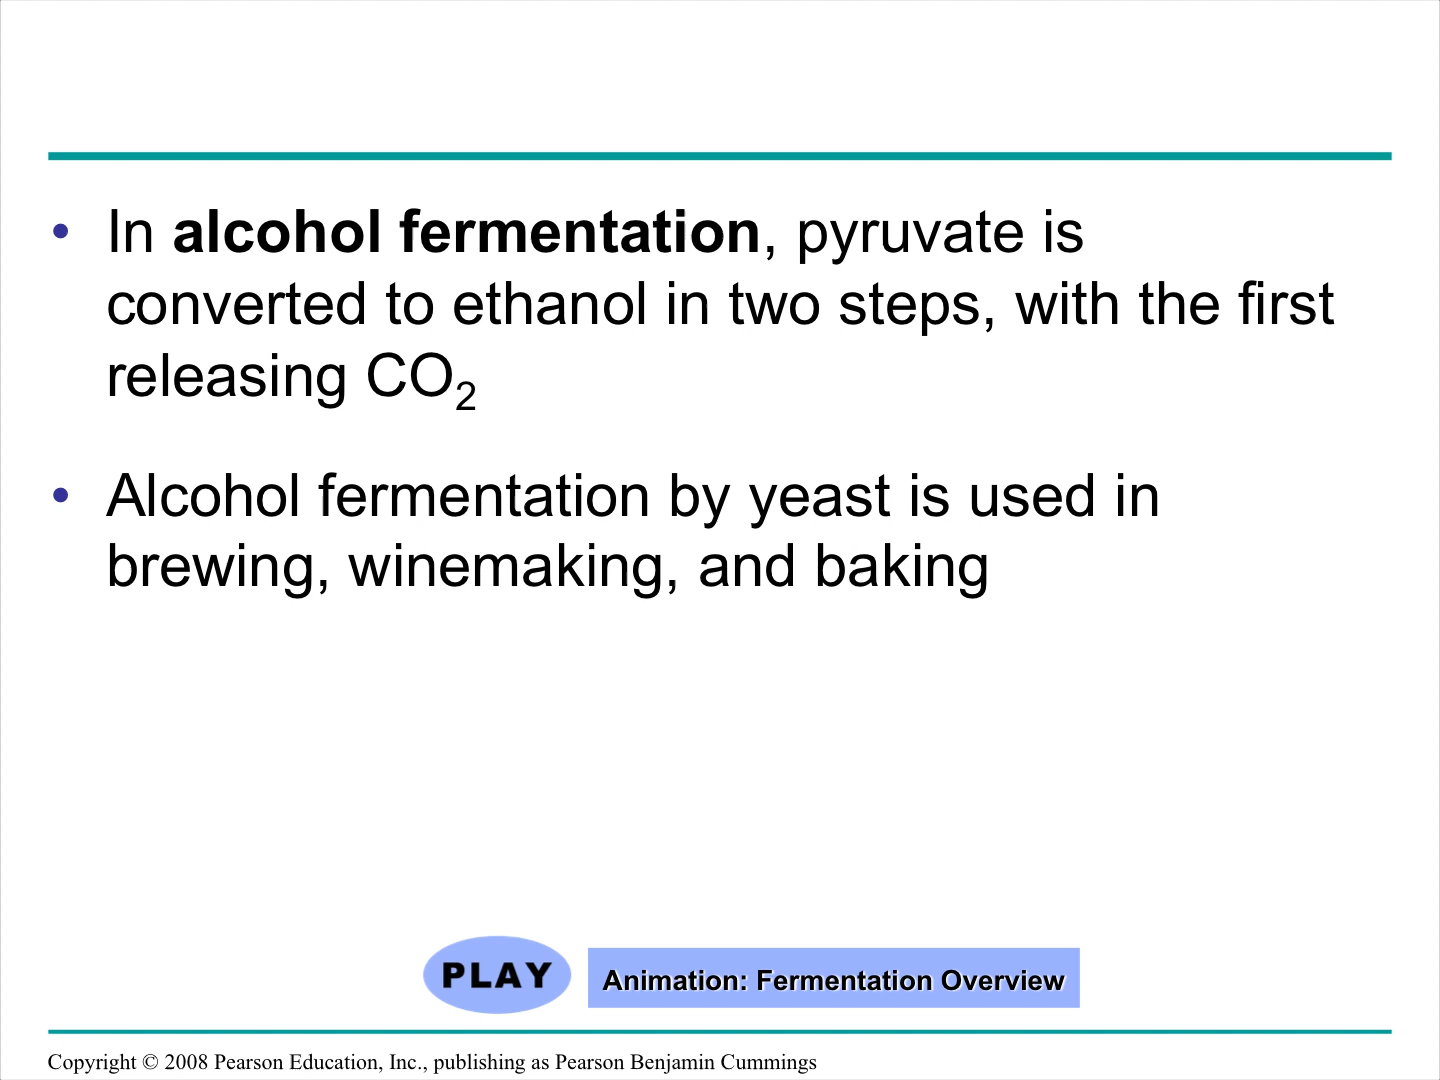 • In alcohol fermentation, pyruvate is
converted to ethanol in two steps, with the first
releasing CO₂
• Alcohol fermentation by yeast is used in
brewing, winemaking, and baking
PLAY
Animation: Fermentation Overview
Copyright © 2008 Pearson Education, Inc., publishing as Pearson Benjamin Cummings